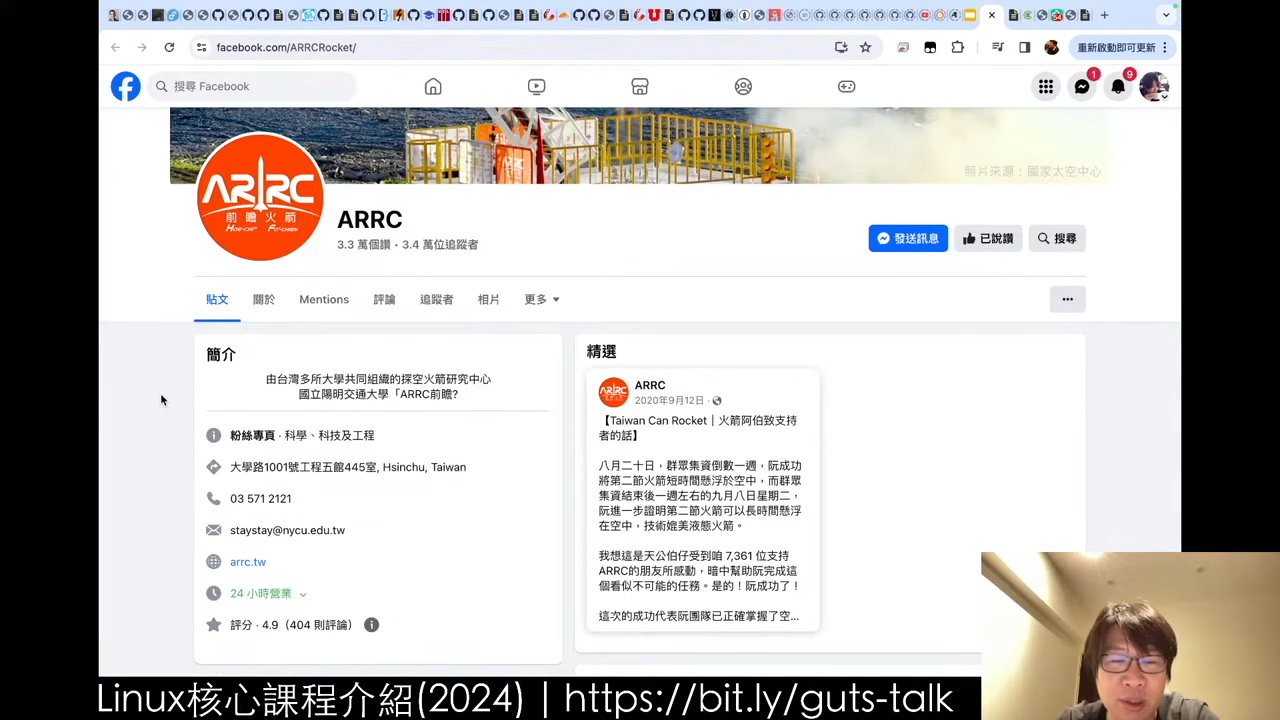 facebook.com/ARRCRocket/
重新啟動即可更新
搜尋 Facebook
1
9
ARRC
照片來源：國家太空中心
ARRC
前瞻火箭
ARRC
3.3 萬個讚・3.4 萬位追蹤者
發送訊息
已說讚
搜尋
貼文
關於
Mentions
評論
追蹤者
相片
更多
簡介
由台灣多所大學共同組織的探空火箭研究中心
國立陽明交通大學「ARRC前瞻?
粉絲專頁 · 科學、科技及工程
大學路1001號工程五館445室, Hsinchu, Taiwan
03 571 2121
staystay@nycu.edu.tw
arrc.tw
24 小時營業
評分 · 4.9（404 則評論）
精選
ARRC
2020年9月12日
【Taiwan Can Rocket｜火箭阿伯致支持
者的話】
八月二十日，群眾集資倒數一週，阮成功
將第二節火箭短時間懸浮於空中，而群眾
集資結束後一週左右的九月八日星期二，
阮進一步證明第二節火箭可以長時間懸浮
在空中，技術媲美液態火箭。
我想這是天公伯仔受到咱 7,361 位支持
ARRC的朋友所感動，暗中幫助阮完成這
個看似不可能的任務。是的！阮成功了！
這次的成功代表阮團隊已正確掌握了空...
Linux核心課程介紹(2024) | https://bit.ly/guts-talk